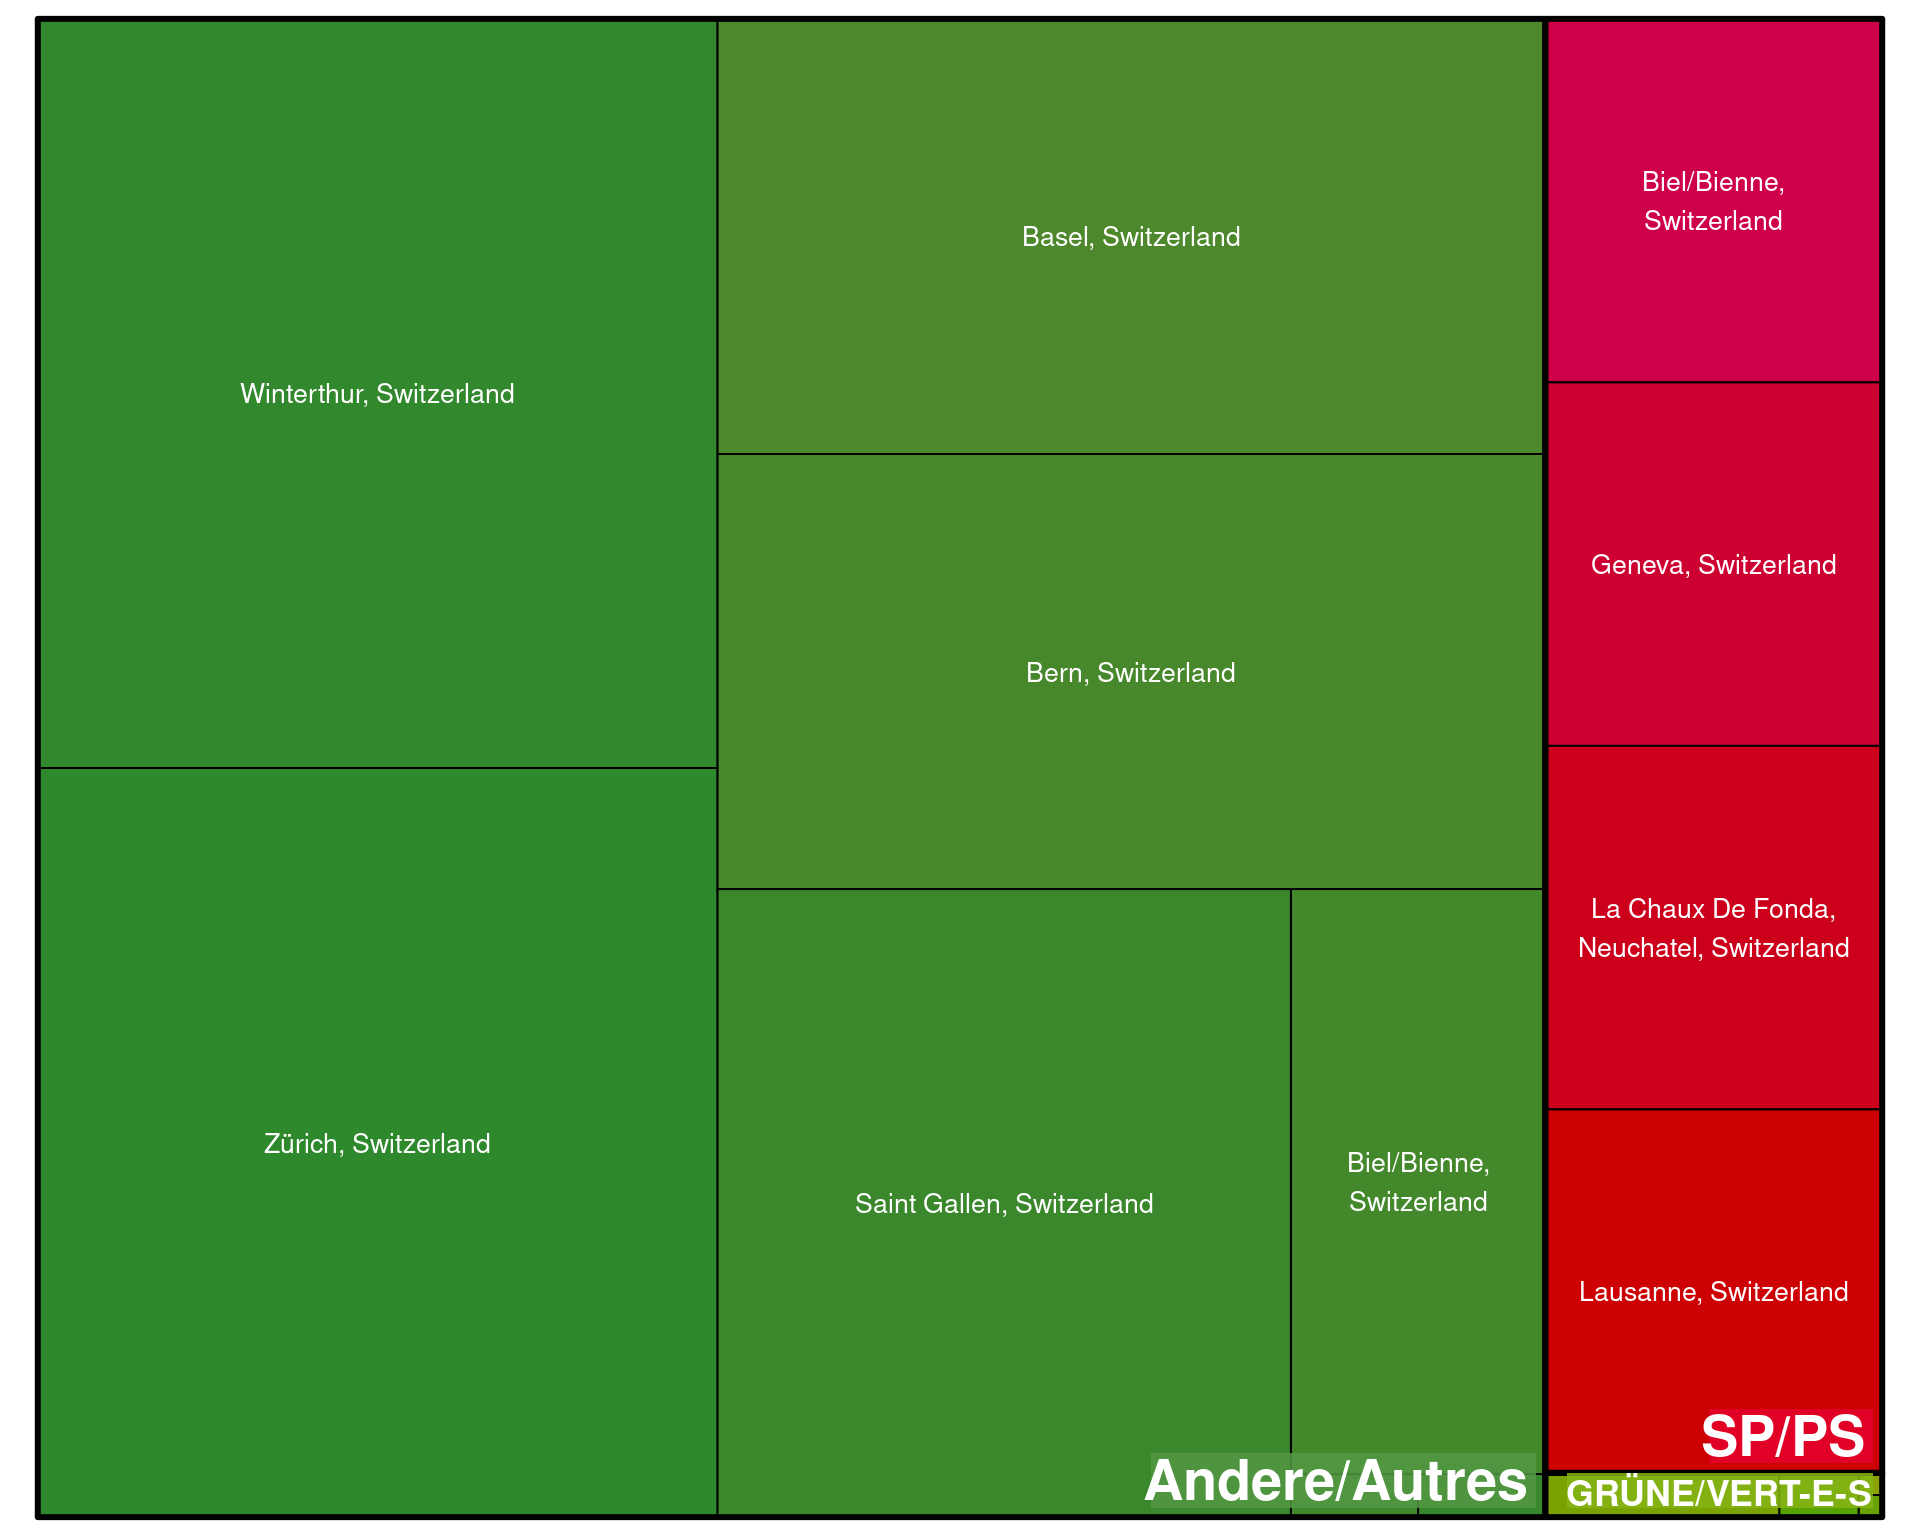 Winterthur, Switzerland
Zürich, Switzerland
Basel, Switzerland
Bern, Switzerland
Saint Gallen, Switzerland
Biel/Bienne,
Switzerland
Andere/Autres
Biel/Bienne,
Switzerland
Geneva, Switzerland
La Chaux De Fonda,
Neuchatel, Switzerland
Lausanne, Switzerland
SP/PS
GRÜNE/VERT-E-S